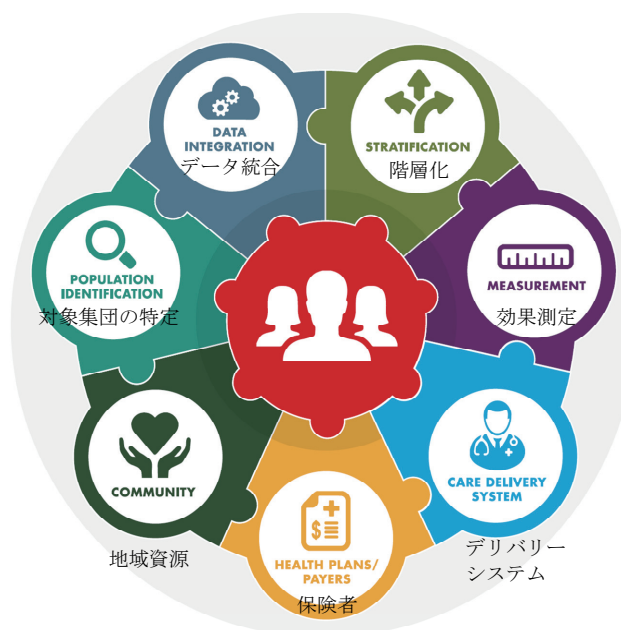 DATA
INTEGRATION
データ統合
STRATIFICATION
階層化
POPULATION
IDENTIFICATION
対象集団の特定
MEASUREMENT
効果測定
COMMUNITY
地域資源
$
HEALTH PLANS/
PAYERS
保険者
CARE DELIVERY
SYSTEM
デリバリー
システム